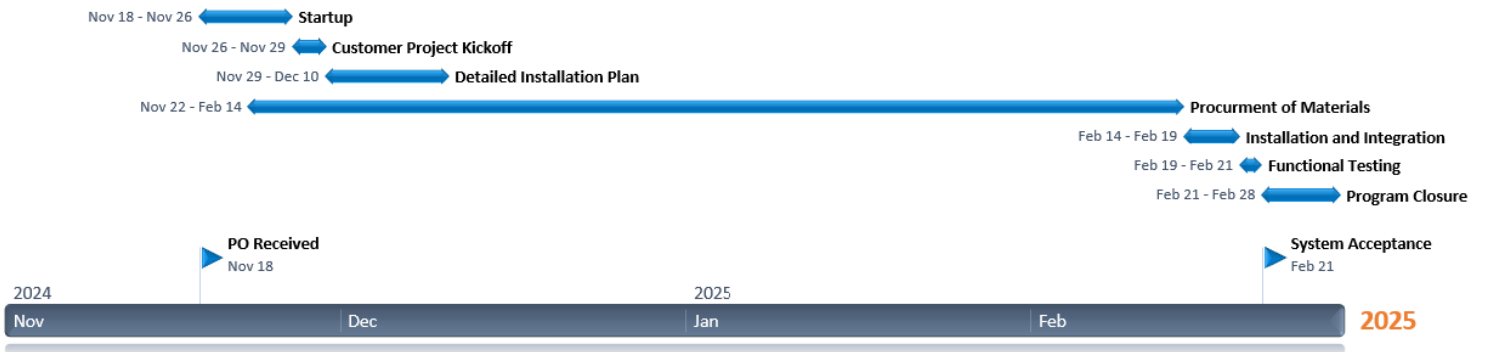 Nov 18 - Nov 26 Startup
Nov 26 - Nov 29 Customer Project Kickoff
Nov 29 - Dec 10 Detailed Installation Plan
Nov 22 - Feb 14 Procurment of Materials
Feb 14 - Feb 19 Installation and Integration
Feb 19 - Feb 21 Functional Testing
Feb 21 - Feb 28 Program Closure
PO Received
Nov 18
System Acceptance
Feb 21
2024 2025
Nov Dec Jan Feb 2025